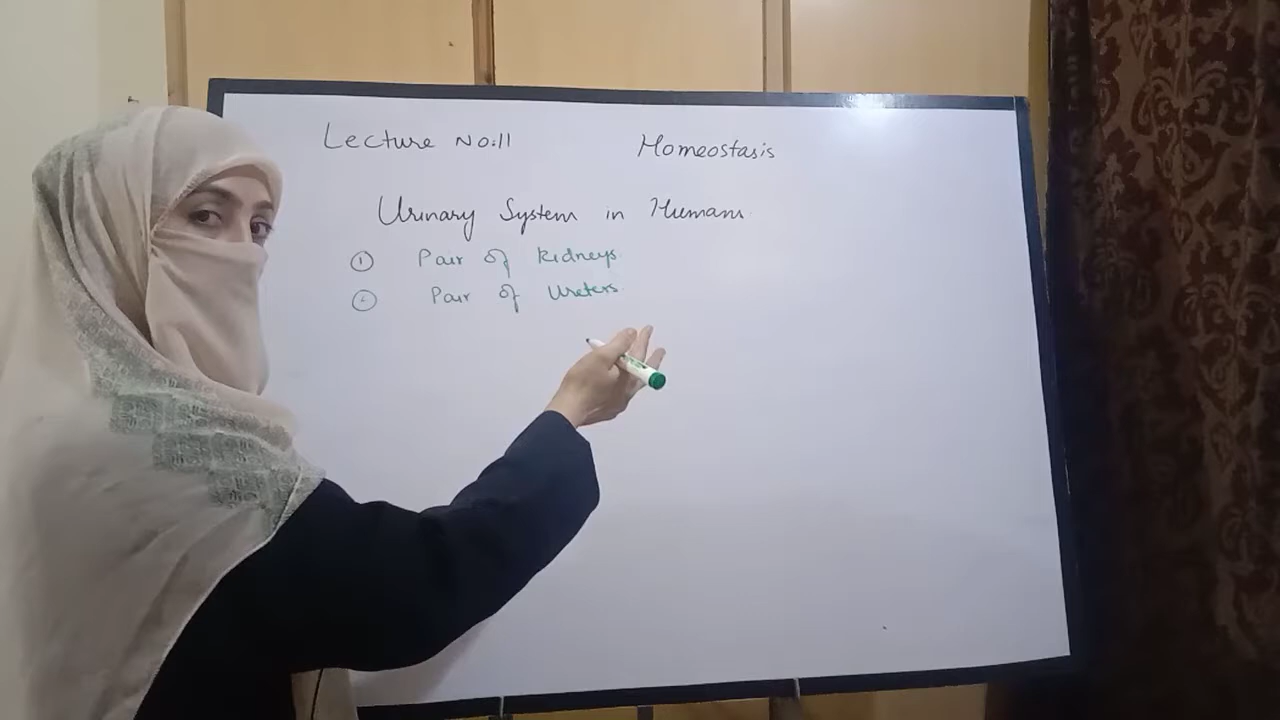 Lecture No:11 Homeostasis
Urinary System in Humans.
① Pair of kidneys.
② Pair of Ureters.